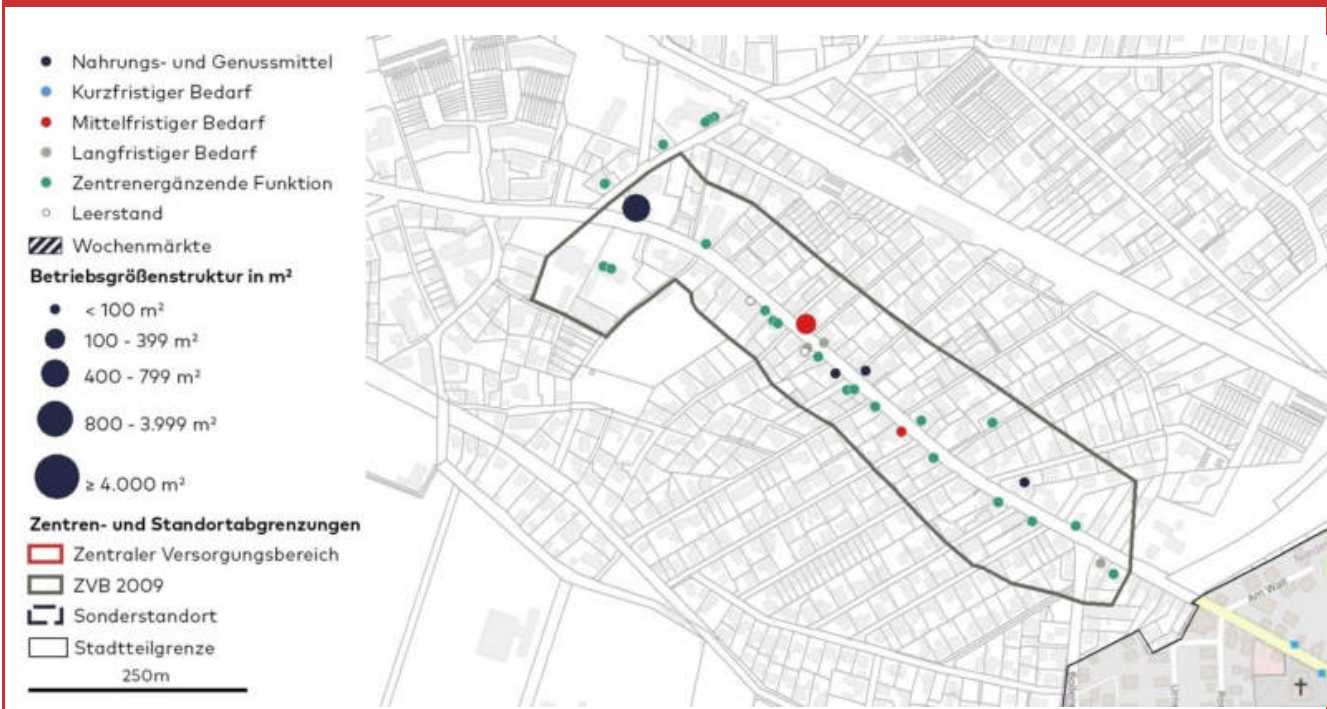 Nahrungs- und Genussmittel
Kurzfristiger Bedarf
Mittelfristiger Bedarf
Langfristiger Bedarf
Zentrenergänzende Funktion
Leerstand
Wochenmärkte
Betriebsgrößenstruktur in m²
< 100 m²
100 - 399 m²
400 - 799 m²
800 - 3.999 m²
≥ 4.000 m²
Zentren- und Standortabgrenzungen
Zentraler Versorgungsbereich
ZVB 2009
Sonderstandort
Stadtteilgrenze
250m
Am Wall